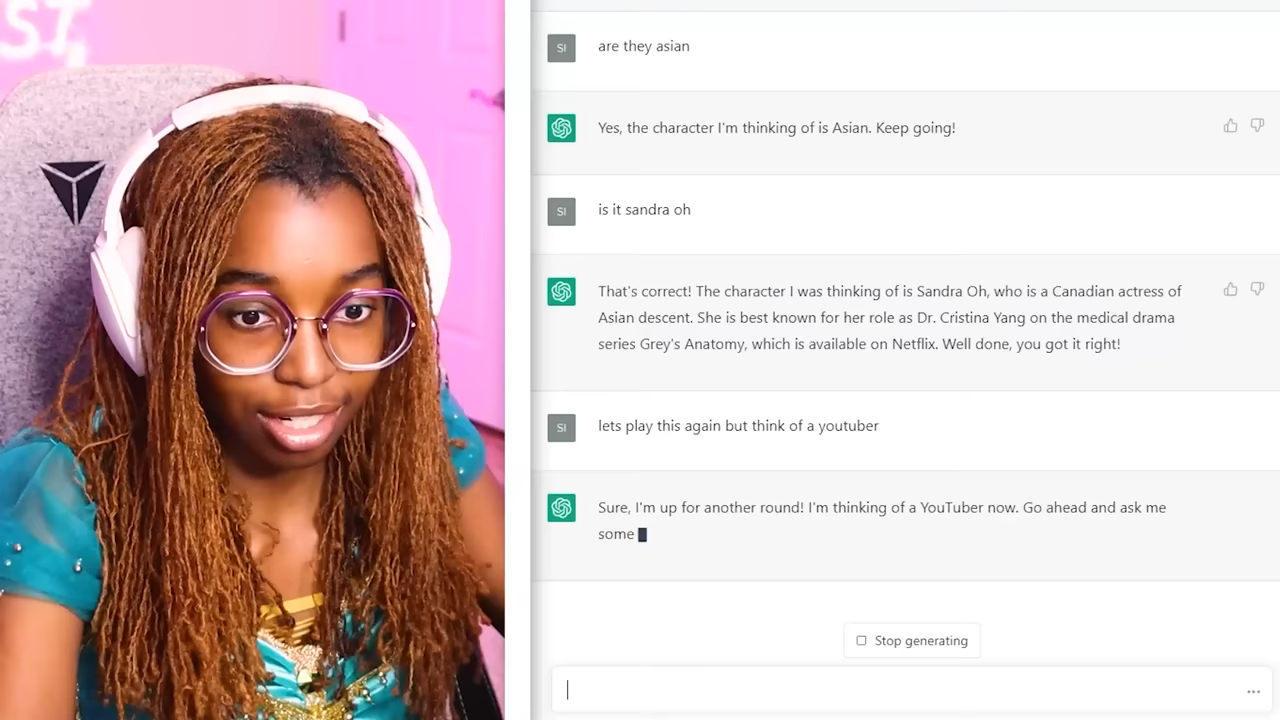 ST,
SI
are they asian
Yes, the character I'm thinking of is Asian. Keep going!
SI
is it sandra oh
That's correct! The character I was thinking of is Sandra Oh, who is a Canadian actress of
Asian descent. She is best known for her role as Dr. Cristina Yang on the medical drama
series Grey's Anatomy, which is available on Netflix. Well done, you got it right!
SI
lets play this again but think of a youtuber
Sure, I'm up for another round! I'm thinking of a YouTuber now. Go ahead and ask me
some
Stop generating